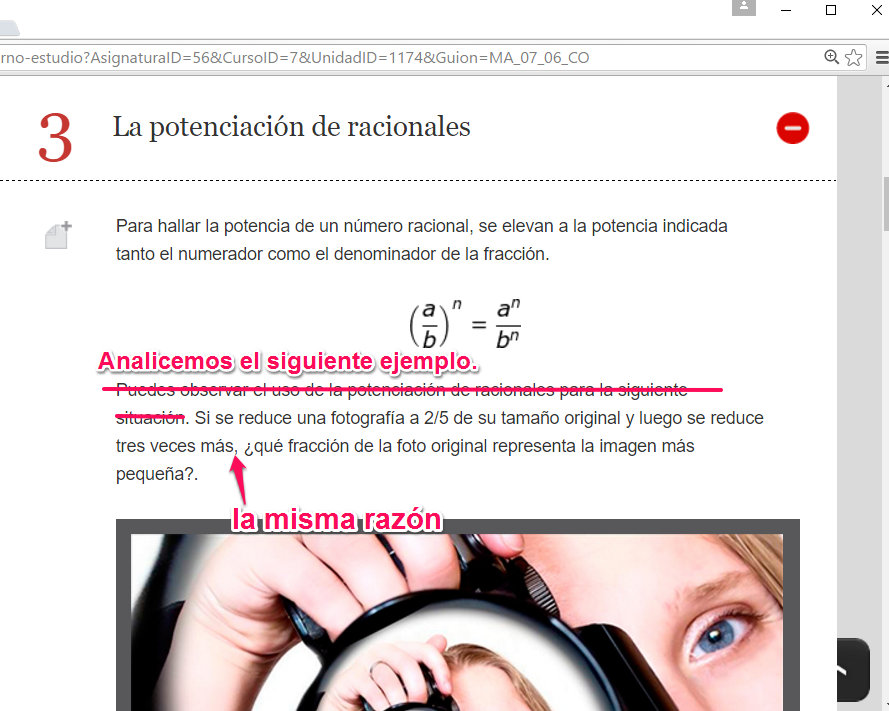 rno-estudio?AsignaturaID=56&CursoID=7&UnidadID=1174&Guion=MA_07_06_CO
3 La potenciación de racionales
Para hallar la potencia de un número racional, se elevan a la potencia indicada
tanto el numerador como el denominador de la fracción.
(a/b)^n = a^n/b^n
Analicemos el siguiente ejemplo.
Puedes observar el uso de la potenciación de racionales para la siguiente
situación. Si se reduce una fotografía a 2/5 de su tamaño original y luego se reduce
tres veces más, ¿qué fracción de la foto original representa la imagen más
pequeña?.
la misma razón